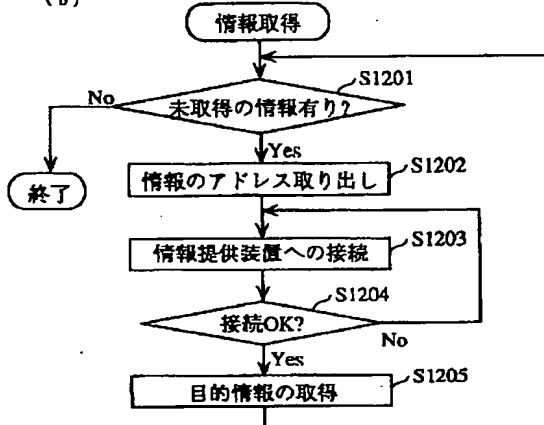 (b)
情報取得
S1201
No
未取得の情報有り?
Yes
終了
情報のアドレス取り出し
S1202
情報提供装置への接続
S1203
S1204
接続OK?
No
Yes
目的情報の取得
S1205